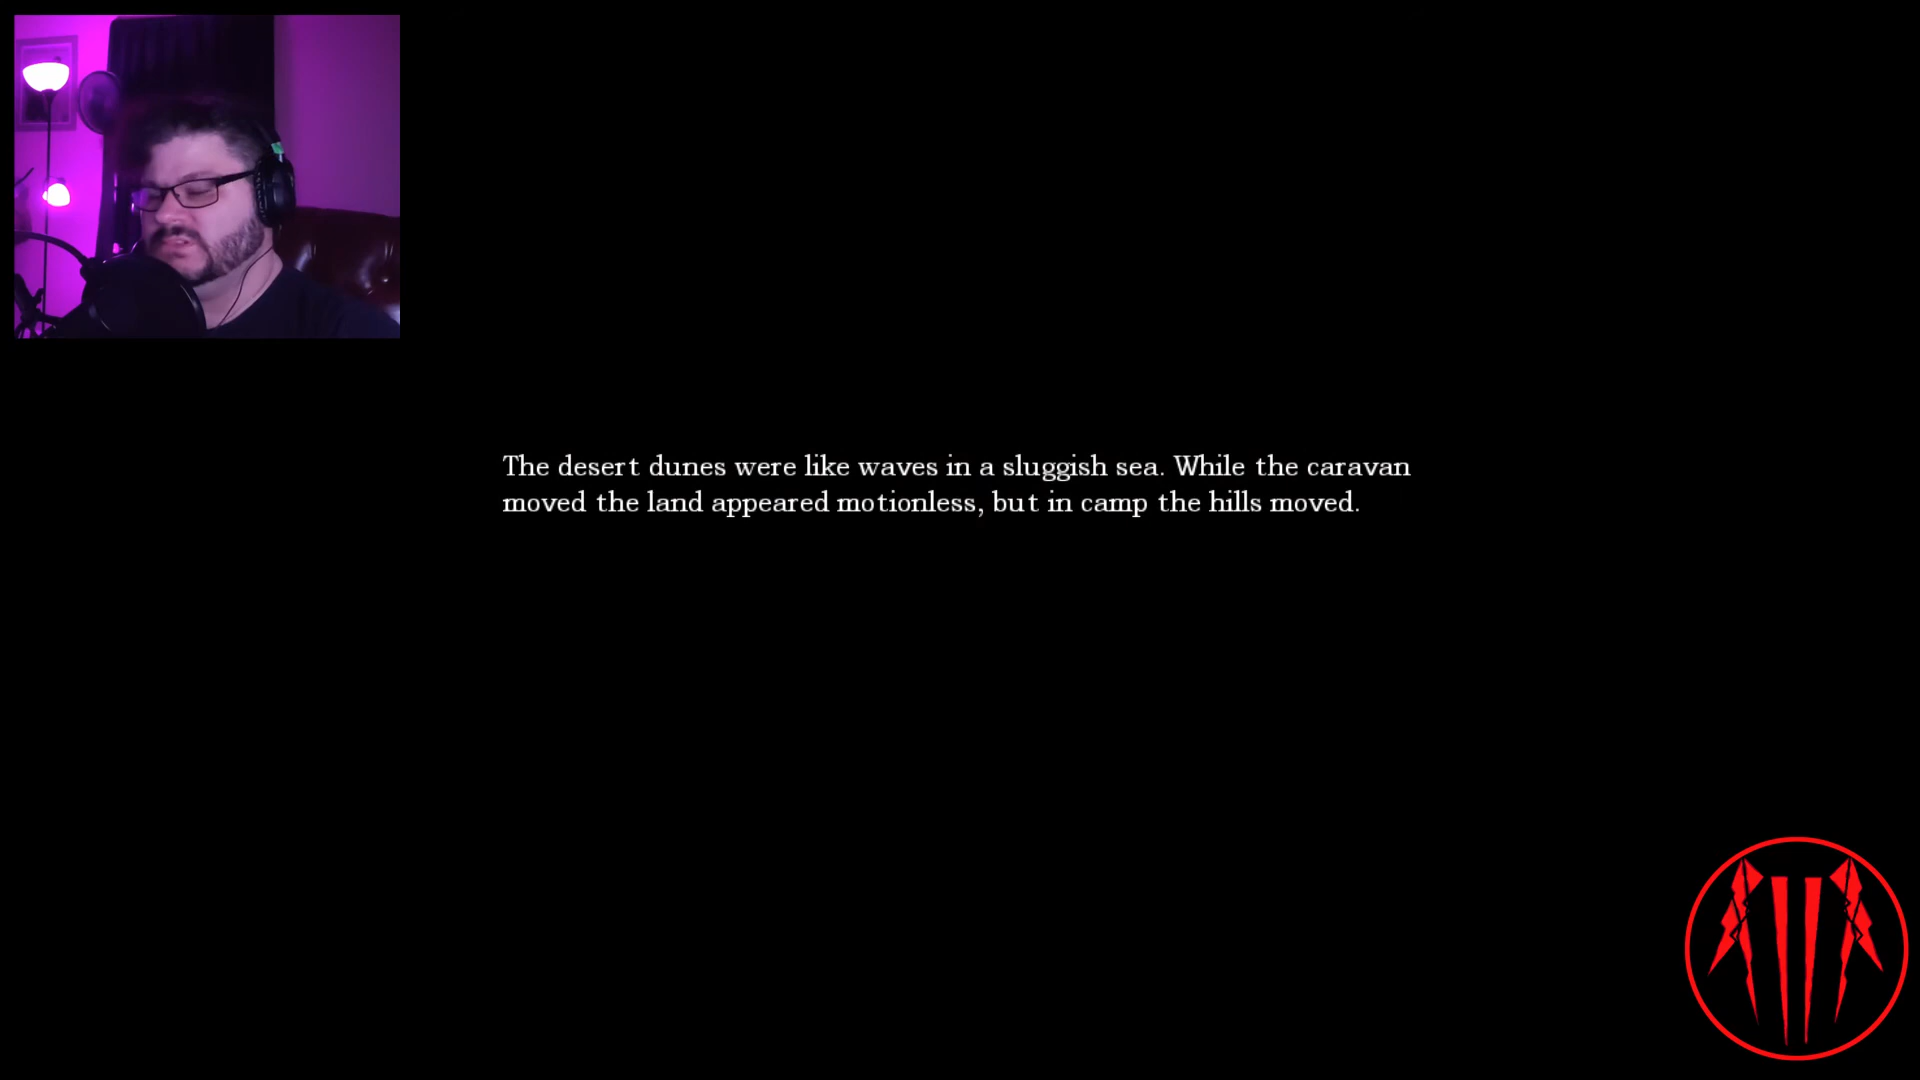 The desert dunes were like waves in a sluggish sea. While the caravan
moved the land appeared motionless, but in camp the hills moved.